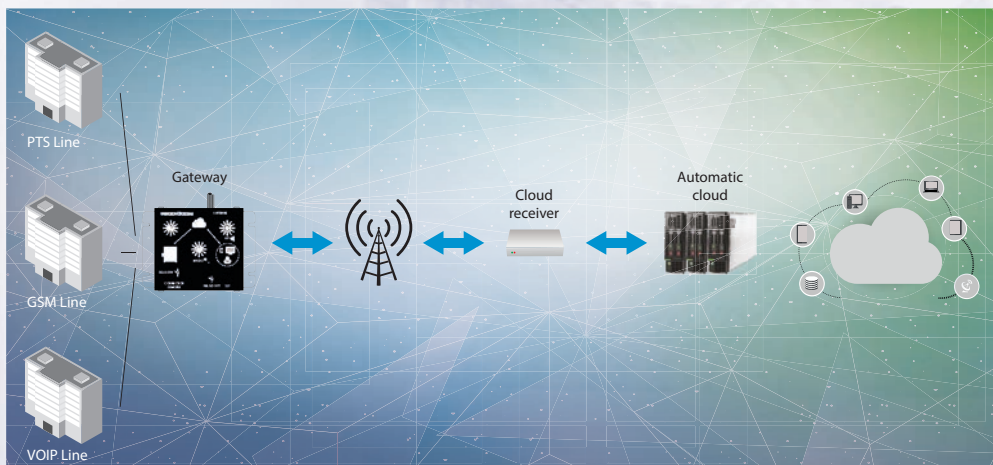 PTS Line
GSM Line
VOIP Line
Gateway
Cloud
receiver
Automatic
cloud